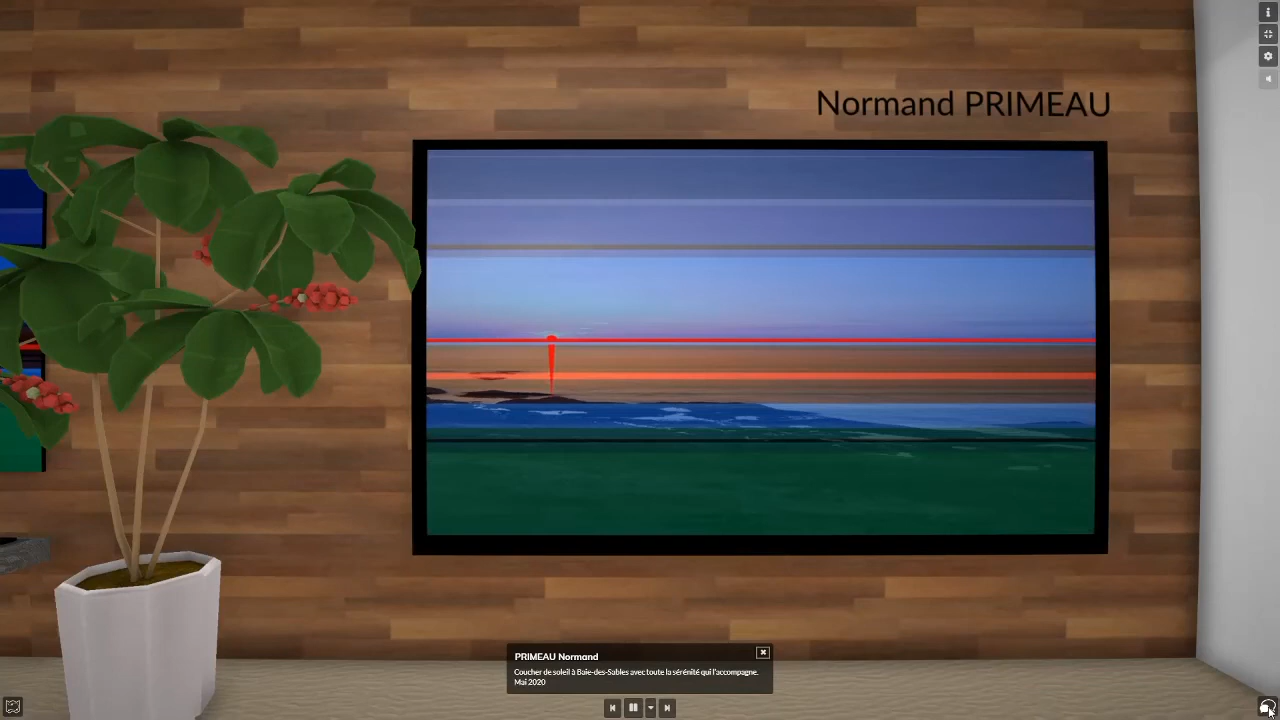 Normand PRIMEAU
PRIMEAU Normand
Coucher de soleil à Baie-des-Sables avec toute la sérénité qui l'accompagne.
Mai 2020